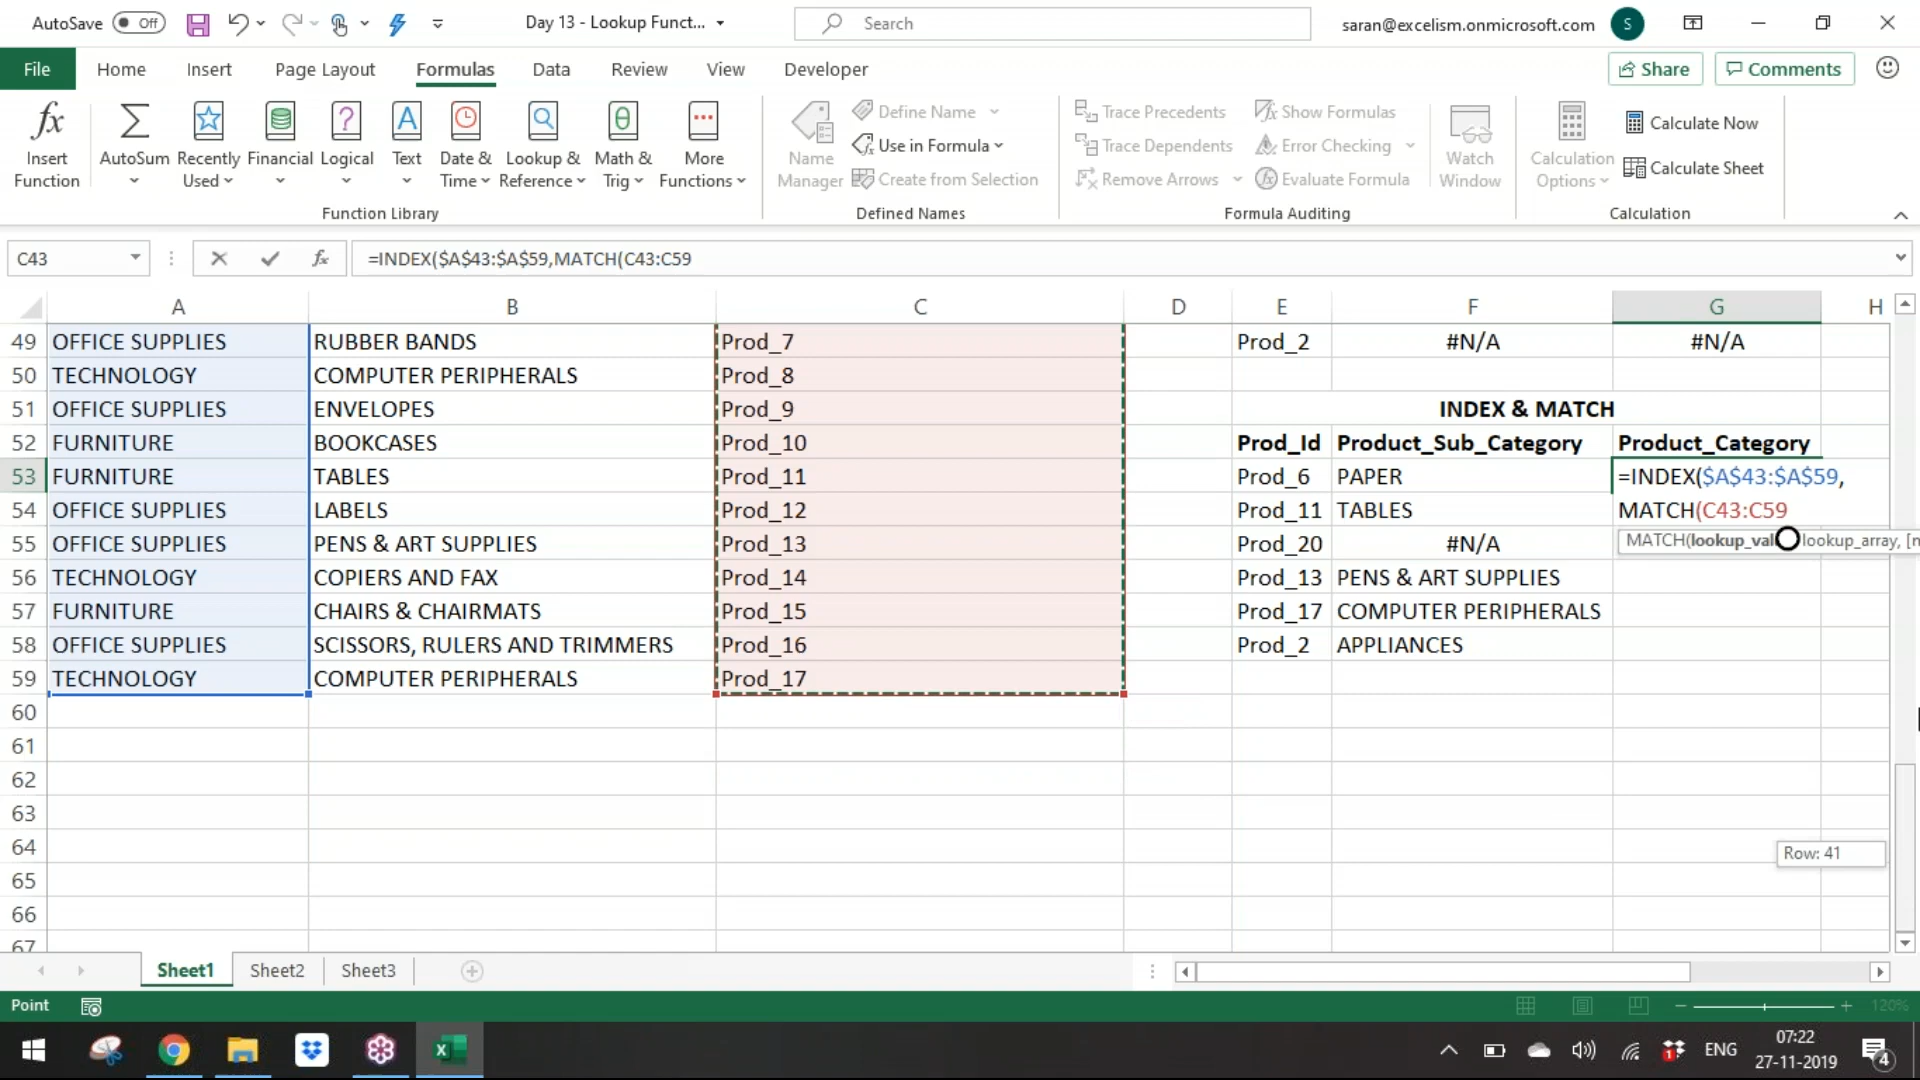 AutoSave Off Day 13 - Lookup Funct... Search saran@excelism.onmicrosoft.com S
File Home Insert Page Layout Formulas Data Review View Developer Share Comments
fx Insert Function
Σ AutoSum
Recently Used
Financial
Logical
Text
Date & Time
Lookup & Reference
Math & Trig
More Functions
Function Library
Name Manager
Define Name
Use in Formula
Create from Selection
Defined Names
Trace Precedents
Trace Dependents
Remove Arrows
Show Formulas
Error Checking
Evaluate Formula
Watch Window
Formula Auditing
Calculation Options
Calculate Now
Calculate Sheet
Calculation
C43 fx =INDEX($A$43:$A$59,MATCH(C43:C59
A B C D E F G H
49 OFFICE SUPPLIES RUBBER BANDS Prod_7 Prod_2 #N/A #N/A
50 TECHNOLOGY COMPUTER PERIPHERALS Prod_8
51 OFFICE SUPPLIES ENVELOPES Prod_9 INDEX & MATCH
52 FURNITURE BOOKCASES Prod_10 Prod_Id Product_Sub_Category Product_Category
53 FURNITURE TABLES Prod_11 Prod_6 PAPER =INDEX($A$43:$A$59,
54 OFFICE SUPPLIES LABELS Prod_12 Prod_11 TABLES MATCH(C43:C59
55 OFFICE SUPPLIES PENS & ART SUPPLIES Prod_13 Prod_20 #N/A MATCH(lookup_val lookup_array, [n
56 TECHNOLOGY COPIERS AND FAX Prod_14 Prod_13 PENS & ART SUPPLIES
57 FURNITURE CHAIRS & CHAIRMATS Prod_15 Prod_17 COMPUTER PERIPHERALS
58 OFFICE SUPPLIES SCISSORS, RULERS AND TRIMMERS Prod_16 Prod_2 APPLIANCES
59 TECHNOLOGY COMPUTER PERIPHERALS Prod_17
60
61
62
63
64 Row: 41
65
66
67
Sheet1 Sheet2 Sheet3
Point 120%
ENG 07:22
27-11-2019
1 4